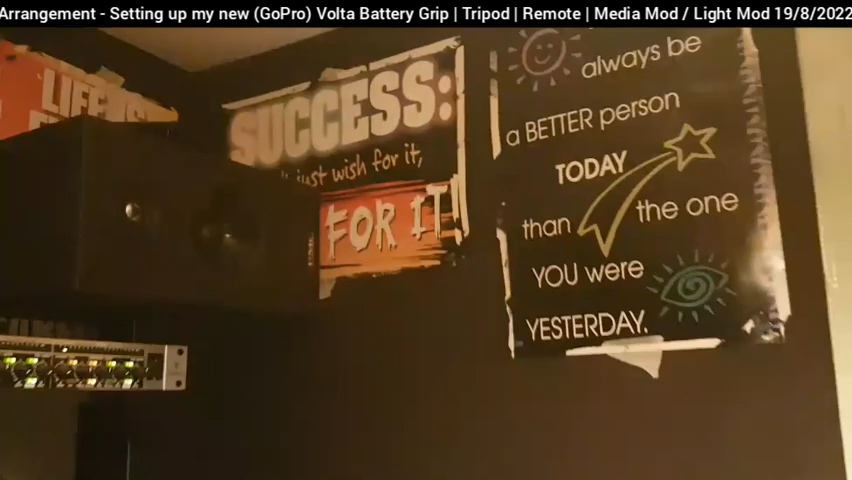 Arrangement - Setting up my new (GoPro) Volta Battery Grip | Tripod | Remote | Media Mod / Light Mod 19/8/2022
LIFE
SUCCESS:
just wish for it,
FOR IT!
always be
a BETTER person
TODAY
than the one
YOU were
YESTERDAY.